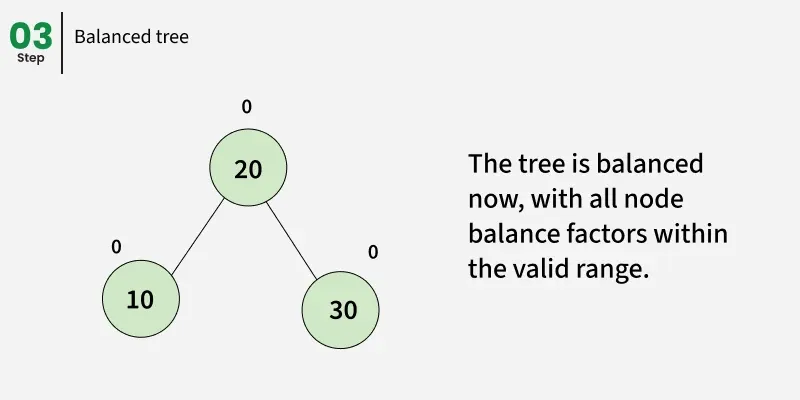 03
Step
Balanced tree
0
20
0
0
10
30
The tree is balanced
now, with all node
balance factors within
the valid range.